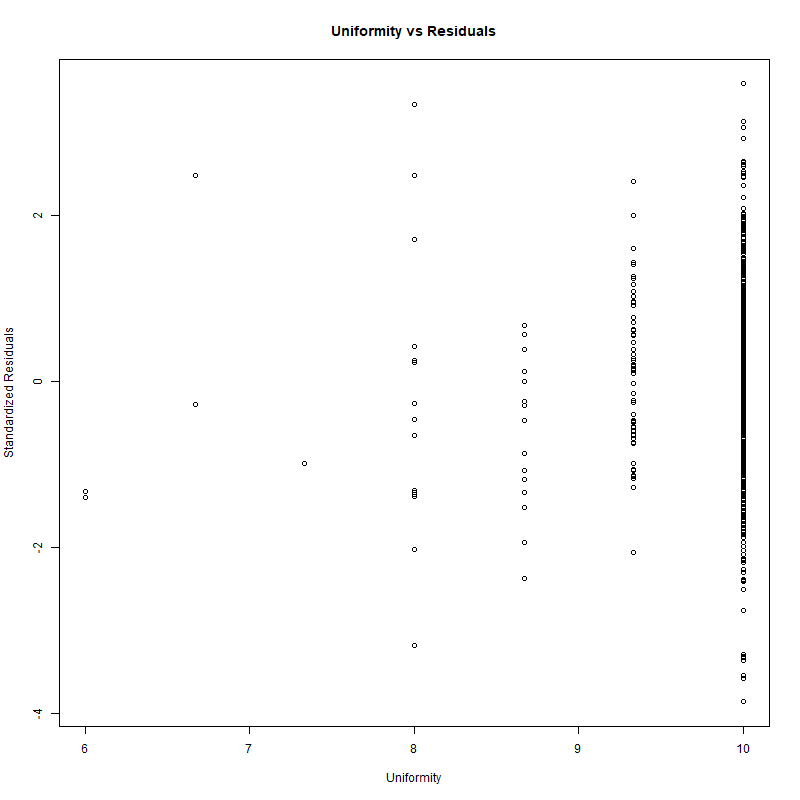 Uniformity vs Residuals
Standardized Residuals
2
0
-2
-4
6 7 8 9 10
Uniformity